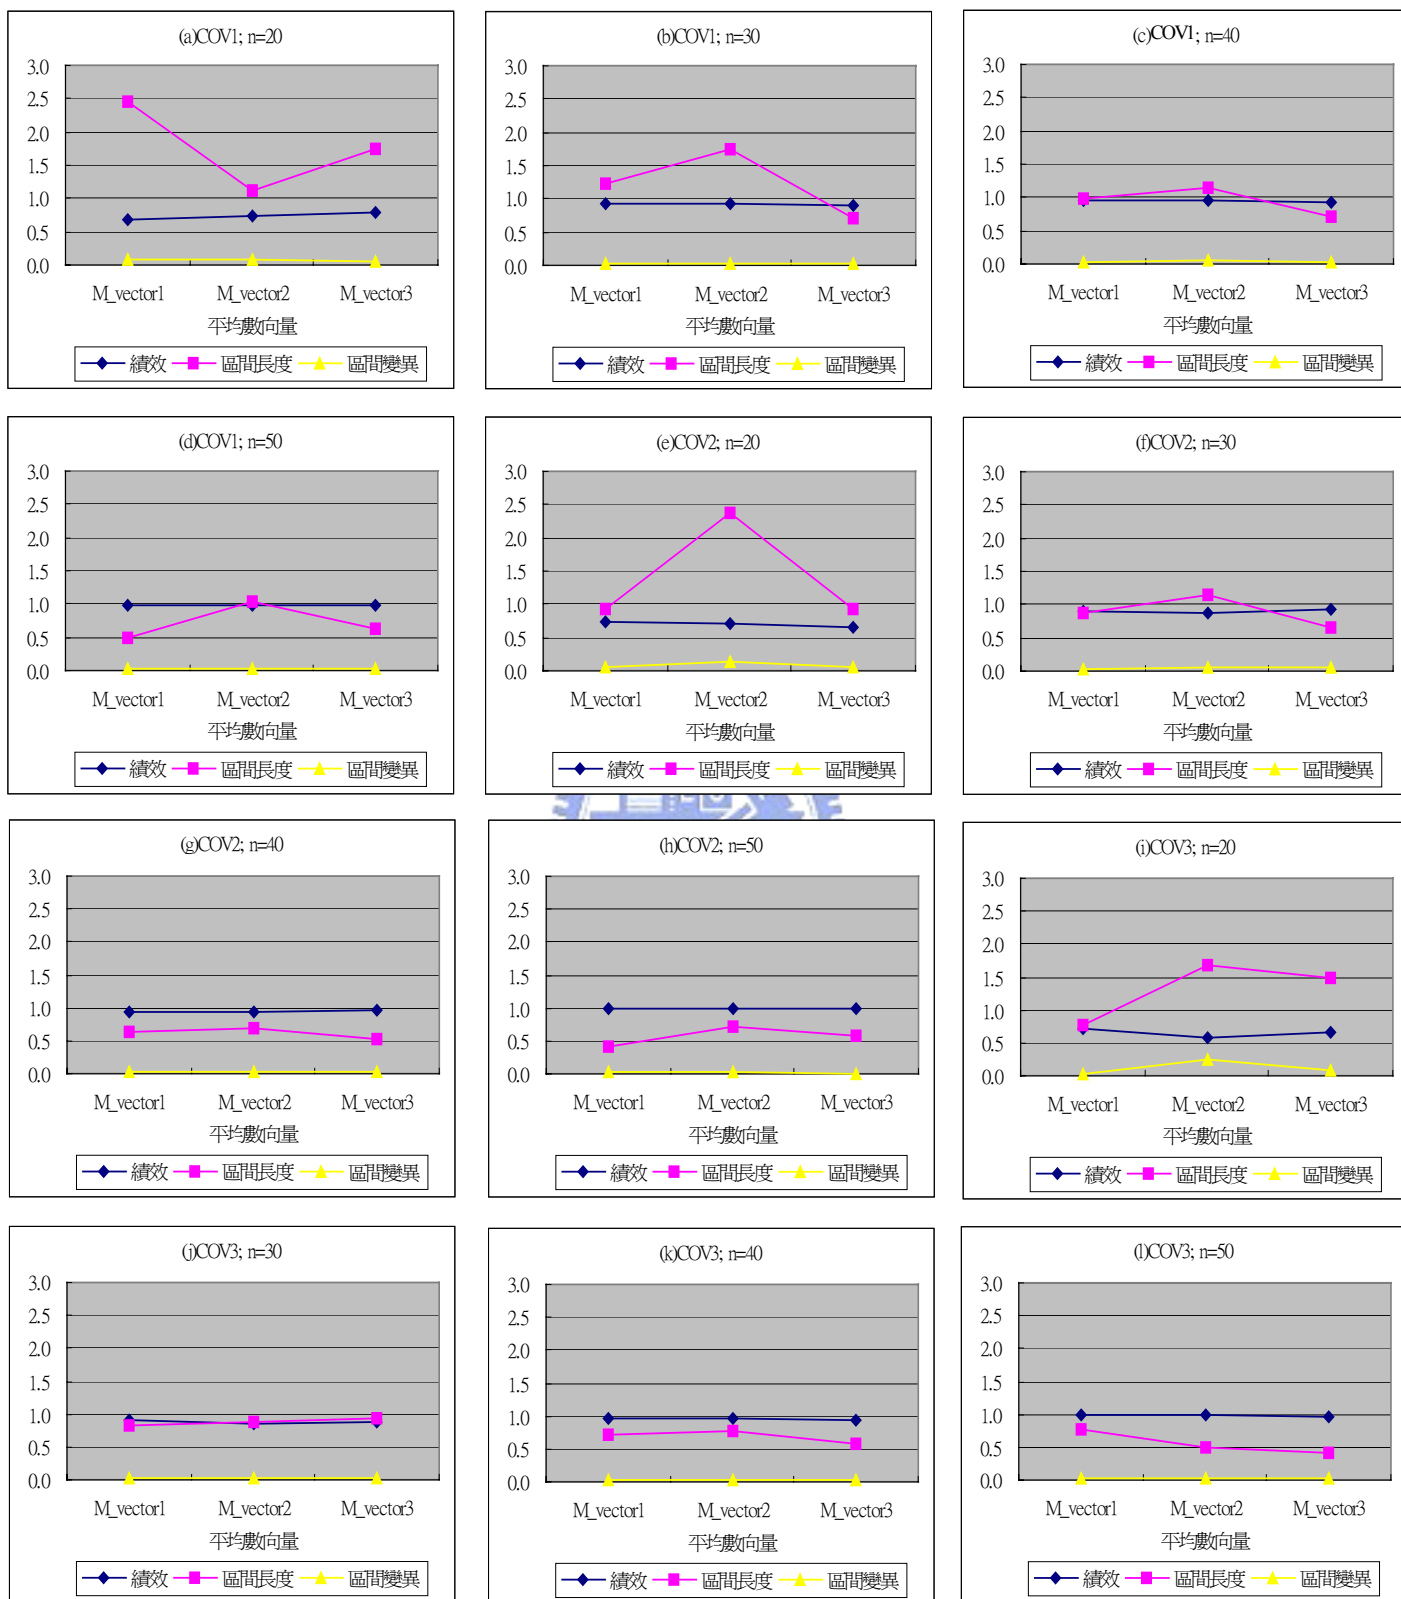 (a)COV1; n=20
3.0
2.5
2.0
1.5
1.0
0.5
0.0
M_vector1 M_vector2 M_vector3
平均數向量
績效 區間長度 區間變異
(b)COV1; n=30
3.0
2.5
2.0
1.5
1.0
0.5
0.0
M_vector1 M_vector2 M_vector3
平均數向量
績效 區間長度 區間變異
(c)COV1; n=40
3.0
2.5
2.0
1.5
1.0
0.5
0.0
M_vector1 M_vector2 M_vector3
平均數向量
績效 區間長度 區間變異
(d)COV1; n=50
3.0
2.5
2.0
1.5
1.0
0.5
0.0
M_vector1 M_vector2 M_vector3
平均數向量
績效 區間長度 區間變異
(e)COV2; n=20
3.0
2.5
2.0
1.5
1.0
0.5
0.0
M_vector1 M_vector2 M_vector3
平均數向量
績效 區間長度 區間變異
(f)COV2; n=30
3.0
2.5
2.0
1.5
1.0
0.5
0.0
M_vector1 M_vector2 M_vector3
平均數向量
績效 區間長度 區間變異
(g)COV2; n=40
3.0
2.5
2.0
1.5
1.0
0.5
0.0
M_vector1 M_vector2 M_vector3
平均數向量
績效 區間長度 區間變異
(h)COV2; n=50
3.0
2.5
2.0
1.5
1.0
0.5
0.0
M_vector1 M_vector2 M_vector3
平均數向量
績效 區間長度 區間變異
(i)COV3; n=20
3.0
2.5
2.0
1.5
1.0
0.5
0.0
M_vector1 M_vector2 M_vector3
平均數向量
績效 區間長度 區間變異
(j)COV3; n=30
3.0
2.5
2.0
1.5
1.0
0.5
0.0
M_vector1 M_vector2 M_vector3
平均數向量
績效 區間長度 區間變異
(k)COV3; n=40
3.0
2.5
2.0
1.5
1.0
0.5
0.0
M_vector1 M_vector2 M_vector3
平均數向量
績效 區間長度 區間變異
(l)COV3; n=50
3.0
2.5
2.0
1.5
1.0
0.5
0.0
M_vector1 M_vector2 M_vector3
平均數向量
績效 區間長度 區間變異